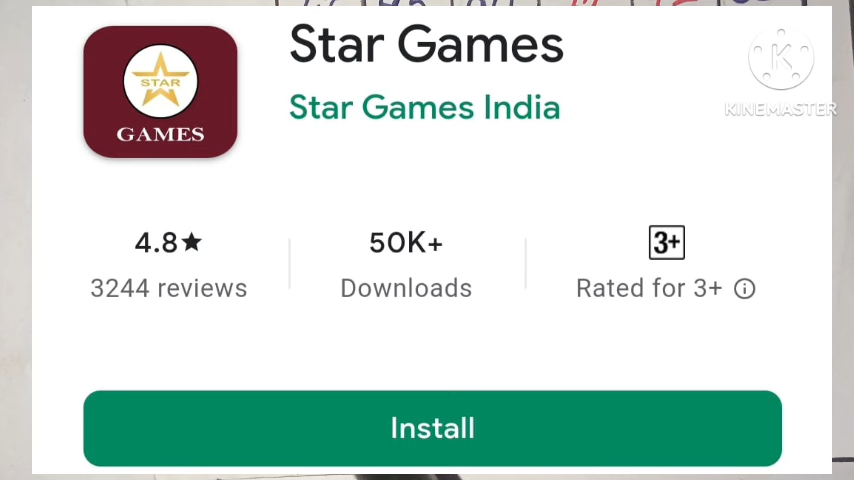 Star Games
Star Games India
STAR
GAMES
KINEMASTER
4.8★
50K+
3+
3244 reviews
Downloads
Rated for 3+
Install